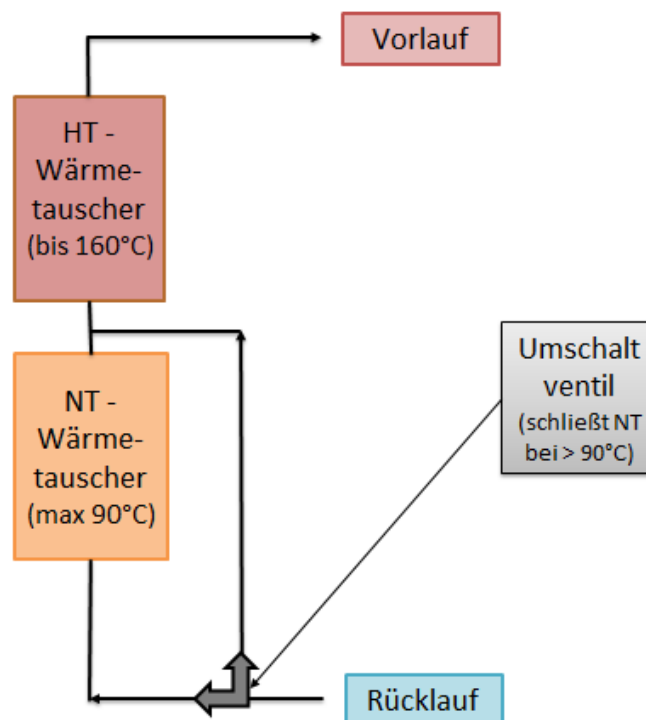 Vorlauf
HT -
Wärme-
tauscher
(bis 160°C)
Umschalt
ventil
(schließt NT
bei > 90°C)
NT -
Wärme-
tauscher
(max 90°C)
Rücklauf